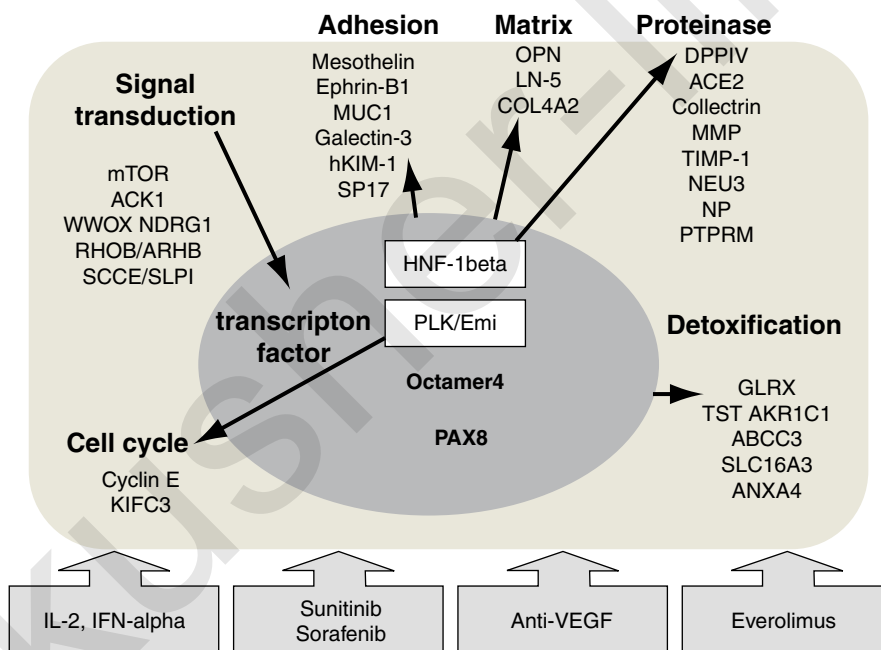 Adhesion
Mesothelin
Ephrin-B1
MUC1
Galectin-3
hKIM-1
SP17
Matrix
OPN
LN-5
COL4A2
Proteinase
DPPIV
ACE2
Collectrin
MMP
TIMP-1
NEU3
NP
PTPRM
Signal
transduction
mTOR
ACK1
WWOX NDRG1
RHOB/ARHB
SCCE/SLPI
HNF-1beta
PLK/Emi
transcripton
factor
Octamer4
PAX8
Detoxification
GLRX
TST AKR1C1
ABCC3
SLC16A3
ANXA4
Cell cycle
Cyclin E
KIFC3
IL-2, IFN-alpha
Sunitinib
Sorafenib
Anti-VEGF
Everolimus